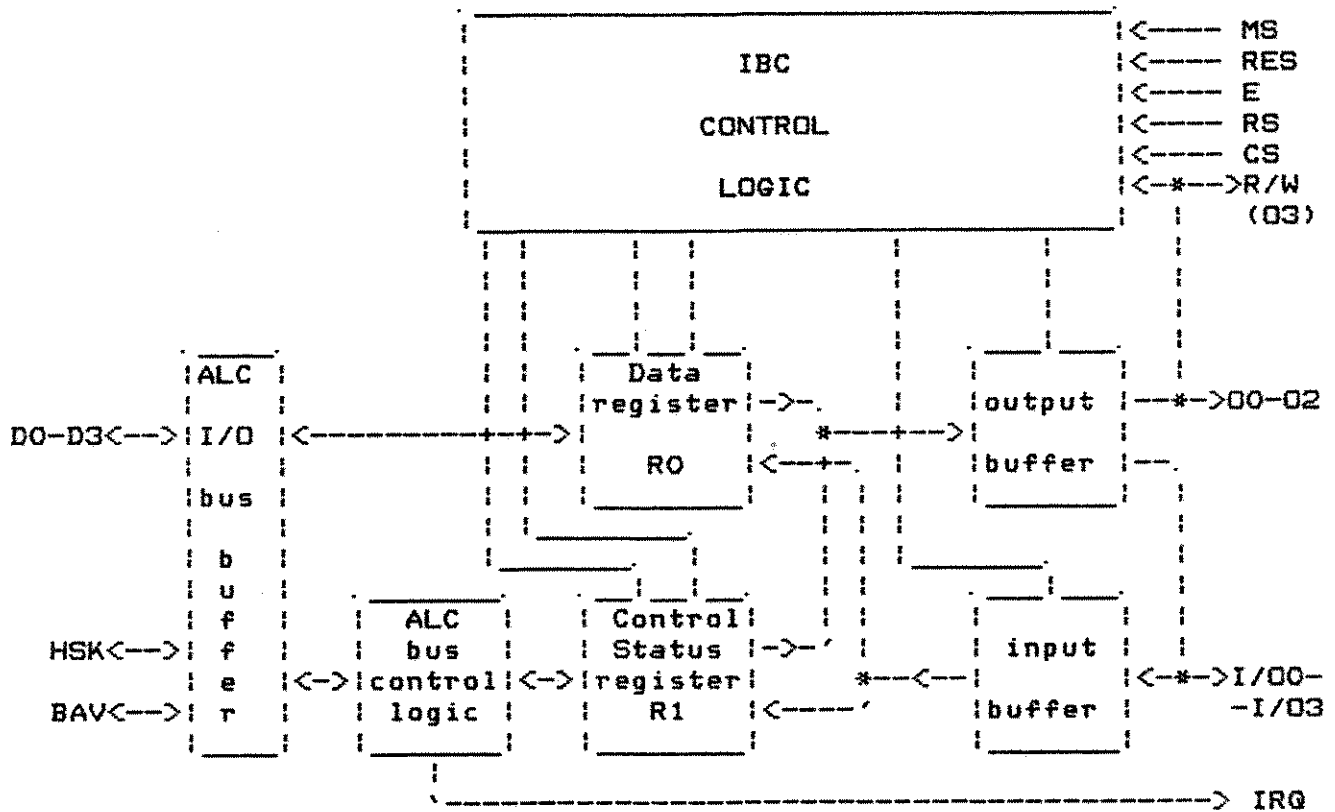 MS
IBC
RES
E
CONTROL
RS
CS
LOGIC
R/W
(O3)
ALC
I/O
bus
b
u
f
f
e
r
D0-D3
HSK
BAV
Data
register
R0
output
buffer
O0-O2
ALC
bus
control
logic
Control
Status
register
R1
input
buffer
I/O0-
-I/O3
IRQ